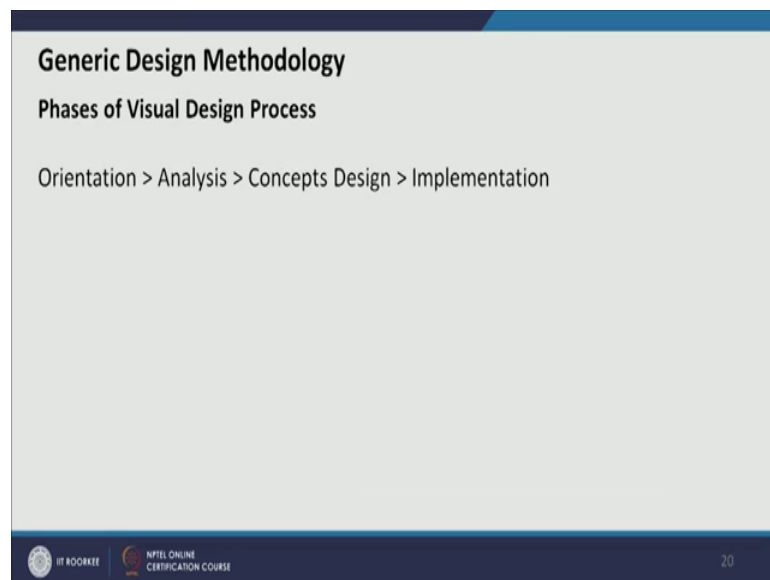 Generic Design Methodology
Phases of Visual Design Process
Orientation > Analysis > Concepts Design > Implementation
IIT ROORKEE
NPTEL ONLINE
CERTIFICATION COURSE
20